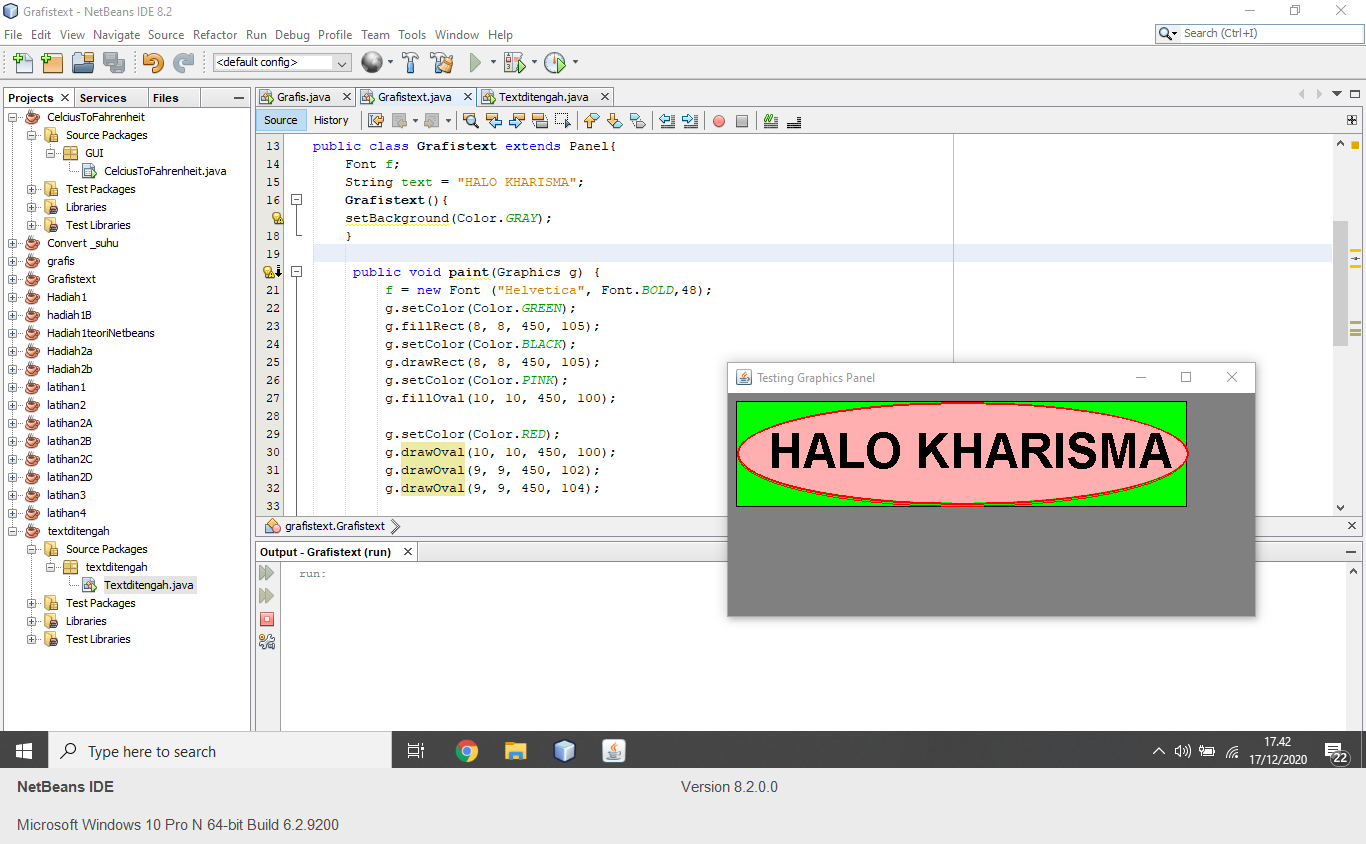 Grafistext - NetBeans IDE 8.2
File Edit View Navigate Source Refactor Run Debug Profile Team Tools Window Help
Search (Ctrl+I)
<default config>
Projects Services Files
CelciusToFahrenheit
Source Packages
GUI
CelciusToFahrenheit.java
Test Packages
Libraries
Test Libraries
Convert _suhu
grafis
Grafistext
Hadiah1
hadiah1B
Hadiah1teoriNetbeans
Hadiah2a
Hadiah2b
latihan1
latihan2
latihan2A
latihan2B
latihan2C
latihan2D
latihan3
latihan4
textditengah
Source Packages
textditengah
Textditengah.java
Test Packages
Libraries
Test Libraries
Grafis.java Grafistext.java Textditengah.java
Source History
13 public class Grafistext extends Panel{
14 Font f;
15 String text = "HALO KHARISMA";
16 Grafistext(){
setBackground(Color.GRAY);
18 }
19
public void paint(Graphics g) {
21 f = new Font ("Helvetica", Font.BOLD,48);
22 g.setColor(Color.GREEN);
23 g.fillRect(8, 8, 450, 105);
24 g.setColor(Color.BLACK);
25 g.drawRect(8, 8, 450, 105);
26 g.setColor(Color.PINK);
27 g.fillOval(10, 10, 450, 100);
28
29 g.setColor(Color.RED);
30 g.drawOval(10, 10, 450, 100);
31 g.drawOval(9, 9, 450, 102);
32 g.drawOval(9, 9, 450, 104);
33
grafistext.Grafistext
Output - Grafistext (run)
run:
Testing Graphics Panel
HALO KHARISMA
Type here to search
17.42
17/12/2020
22
NetBeans IDE Version 8.2.0.0
Microsoft Windows 10 Pro N 64-bit Build 6.2.9200